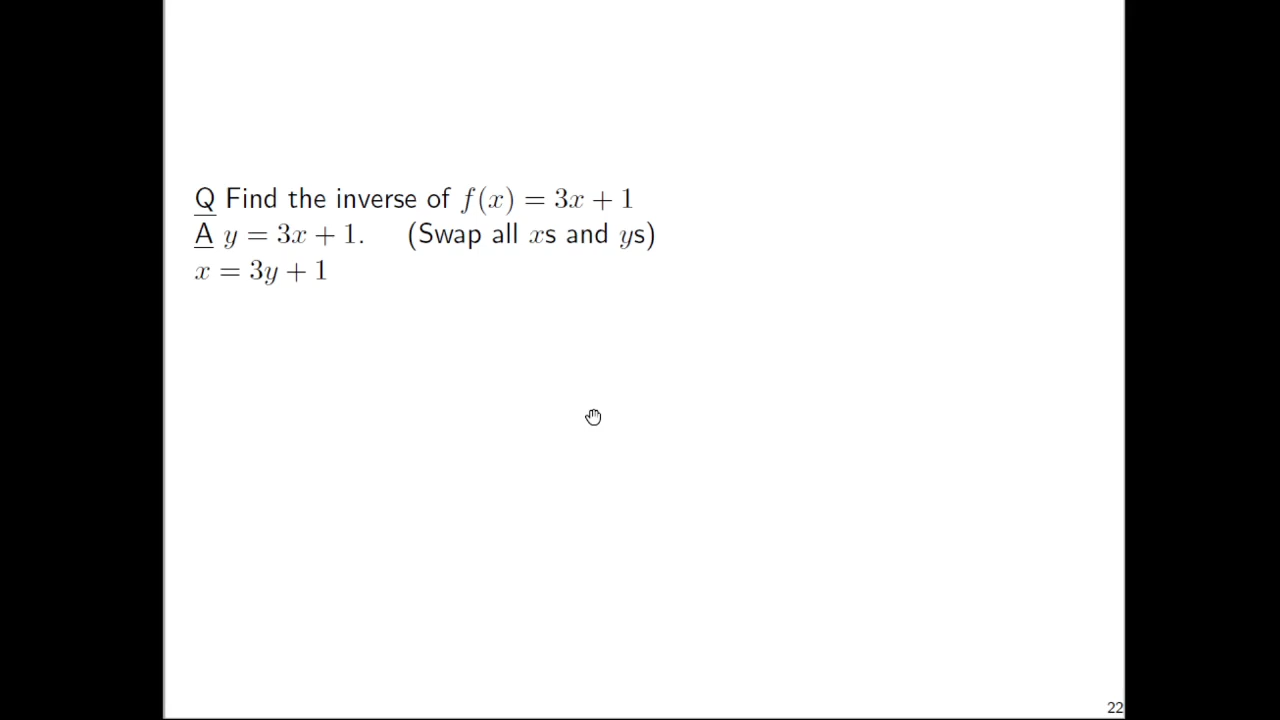 Q Find the inverse of f(x) = 3x + 1
A y = 3x + 1. (Swap all xs and ys)
x = 3y + 1
22